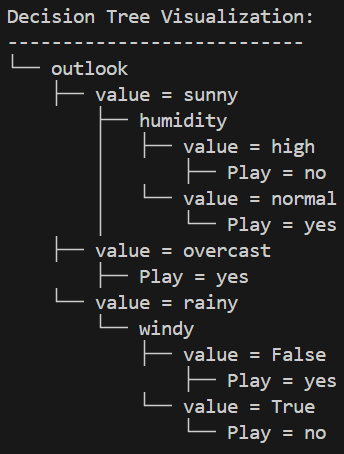 Decision Tree Visualization:
---------------------------
└── outlook
    ├── value = sunny
    │   ├── humidity
    │   │   ├── value = high
    │   │   │   ├── Play = no
    │   │   └── value = normal
    │   │       └── Play = yes
    ├── value = overcast
    │   ├── Play = yes
    └── value = rainy
        └── windy
            ├── value = False
            │   ├── Play = yes
            └── value = True
                └── Play = no